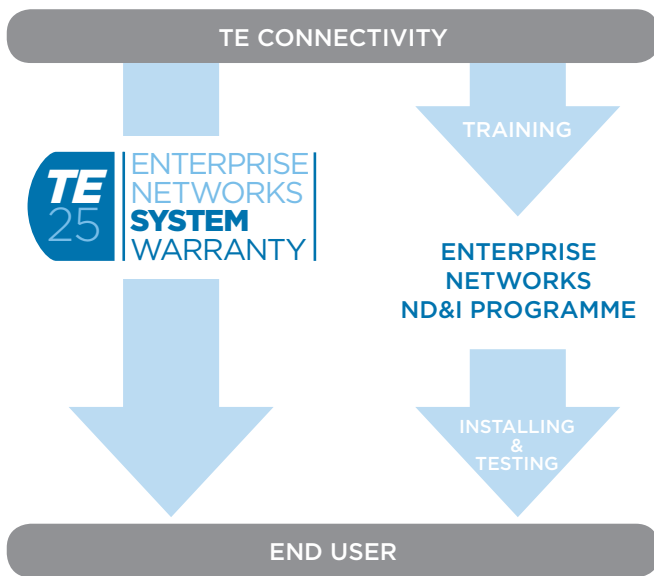 TE CONNECTIVITY
TE
25
ENTERPRISE
NETWORKS
SYSTEM
WARRANTY
TRAINING
ENTERPRISE
NETWORKS
ND&I PROGRAMME
INSTALLING
&
TESTING
END USER